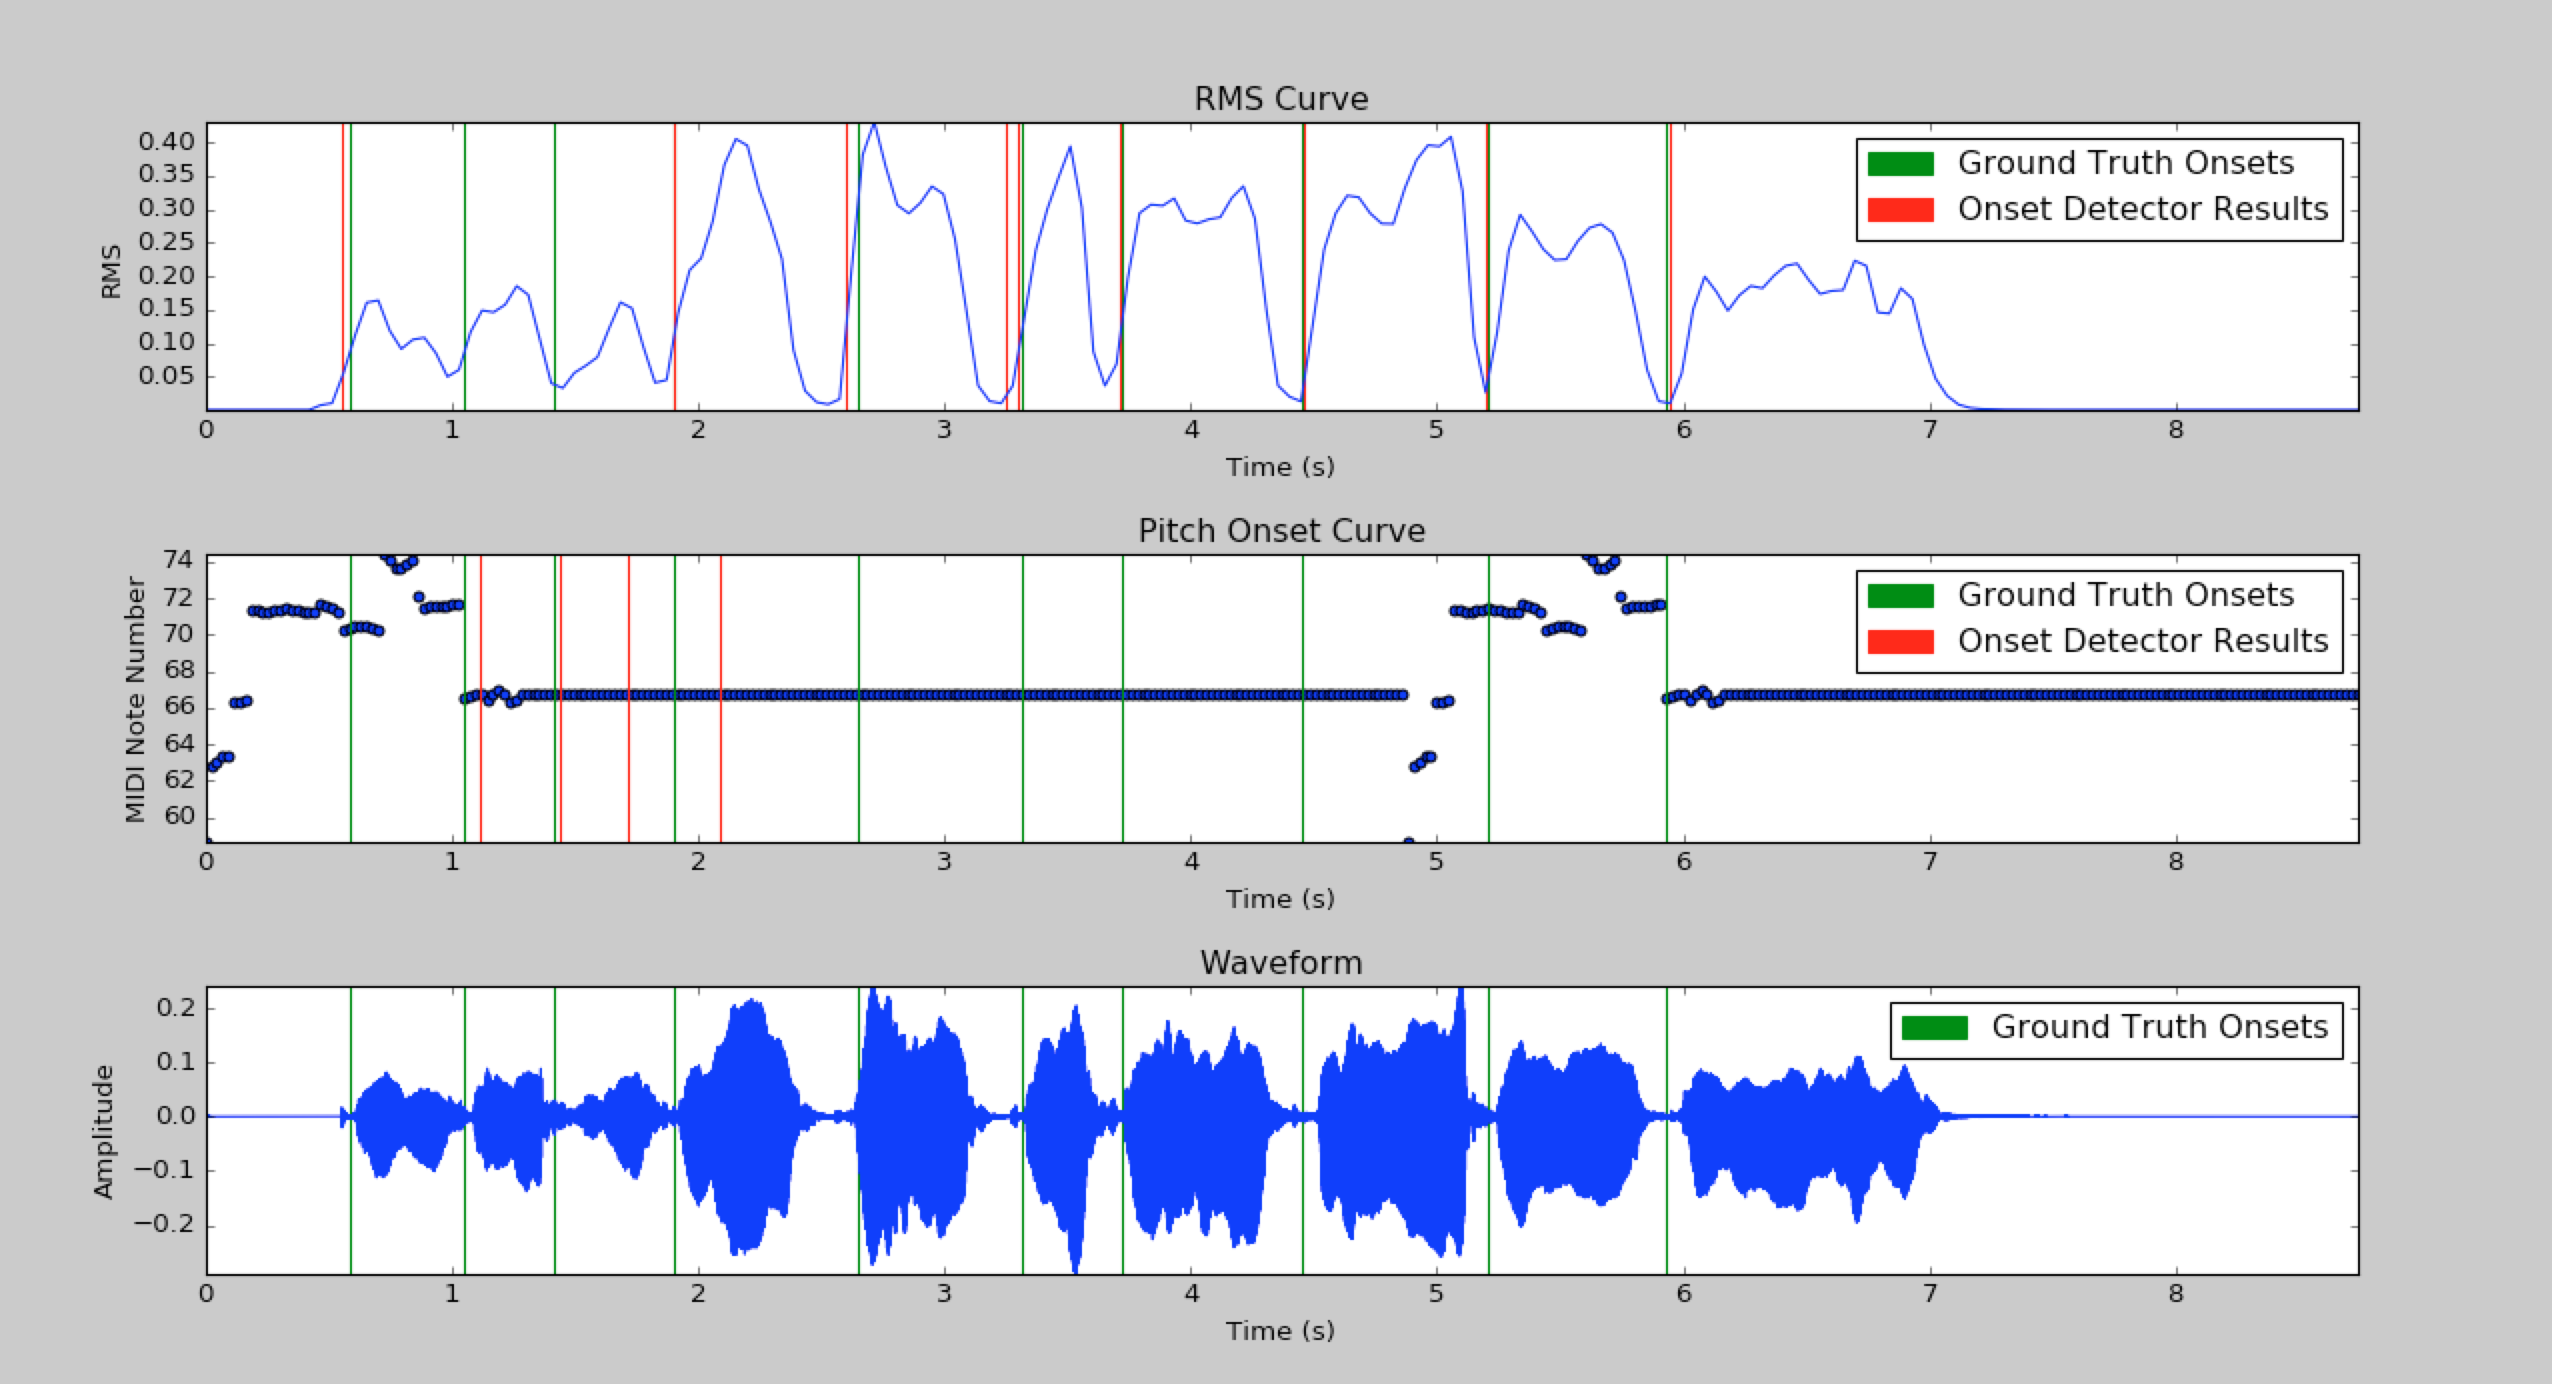 RMS Curve
0.40
0.35
0.30
0.25
0.20
0.15
0.10
0.05
RMS
Ground Truth Onsets
Onset Detector Results
0 1 2 3 4 5 6 7 8
Time (s)
Pitch Onset Curve
74
72
70
68
66
64
62
60
MIDI Note Number
Ground Truth Onsets
Onset Detector Results
0 1 2 3 4 5 6 7 8
Time (s)
Waveform
0.2
0.1
0.0
−0.1
−0.2
Amplitude
Ground Truth Onsets
0 1 2 3 4 5 6 7 8
Time (s)